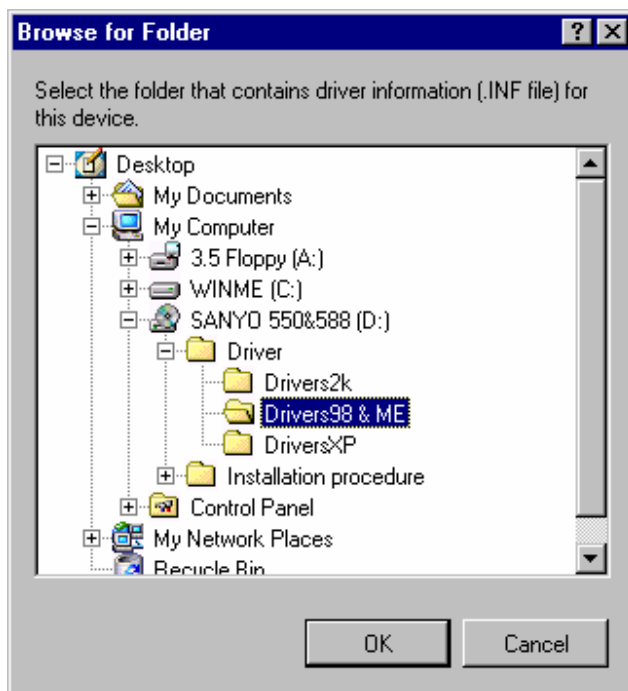 Browse for Folder
Select the folder that contains driver information (.INF file) for
this device.
Desktop
My Documents
My Computer
3.5 Floppy (A:)
WINME (C:)
SANYO 550&588 (D:)
Driver
Drivers2k
Drivers98 & ME
DriversXP
Installation procedure
Control Panel
My Network Places
Recycle Bin
OK Cancel